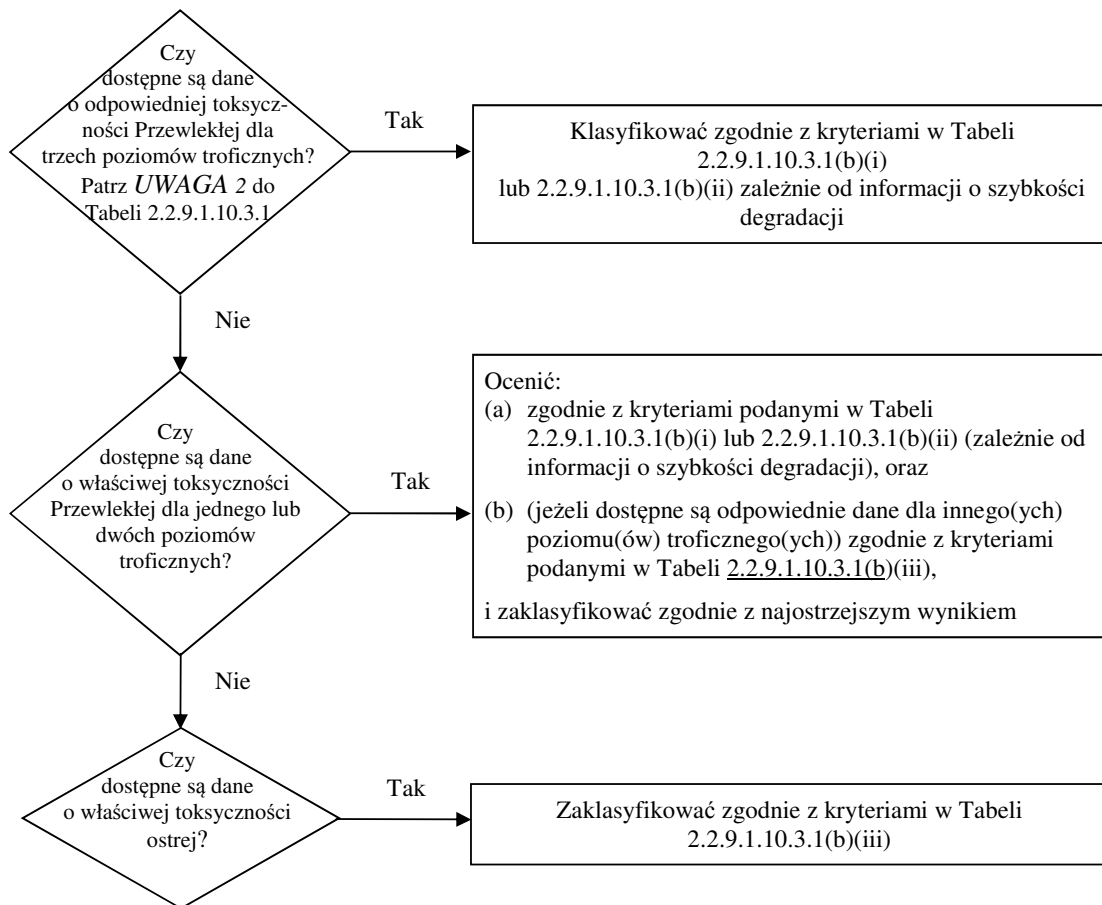 Czy
dostępne są dane
o odpowiedniej toksycz-
ności Przewlekłej dla
trzech poziomów troficznych?
Patrz UWAGA 2 do
Tabeli 2.2.9.1.10.3.1
Tak
Klasyfikować zgodnie z kryteriami w Tabeli
2.2.9.1.10.3.1(b)(i)
lub 2.2.9.1.10.3.1(b)(ii) zależnie od informacji o szybkości
degradacji
Nie
Czy
dostępne są dane
o właściwej toksyczności
Przewlekłej dla jednego lub
dwóch poziomów
troficznych?
Tak
Ocenić:
(a) zgodnie z kryteriami podanymi w Tabeli
2.2.9.1.10.3.1(b)(i) lub 2.2.9.1.10.3.1(b)(ii) (zależnie od
informacji o szybkości degradacji), oraz
(b) (jeżeli dostępne są odpowiednie dane dla innego(ych)
poziomu(ów) troficznego(ych)) zgodnie z kryteriami
podanymi w Tabeli 2.2.9.1.10.3.1(b)(iii),
i zaklasyfikować zgodnie z najostrzejszym wynikiem
Nie
Czy
dostępne są dane
o właściwej toksyczności
ostrej?
Tak
Zaklasyfikować zgodnie z kryteriami w Tabeli
2.2.9.1.10.3.1(b)(iii)